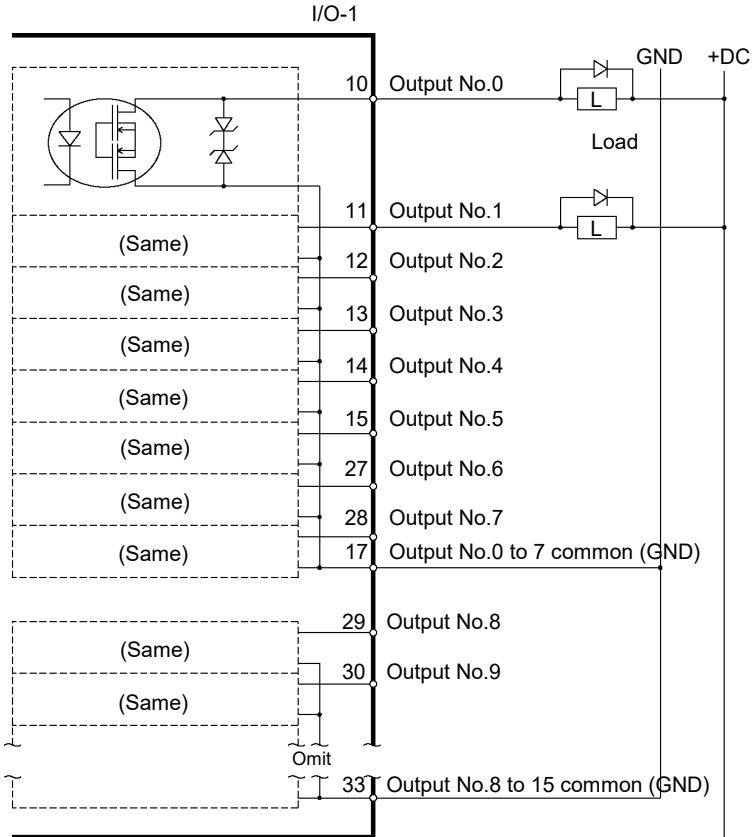 I/O-1
GND +DC
10 Output No.0
L
Load
11 Output No.1
L
(Same)
12 Output No.2
(Same)
13 Output No.3
(Same)
14 Output No.4
(Same)
15 Output No.5
(Same)
27 Output No.6
(Same)
28 Output No.7
(Same)
17 Output No.0 to 7 common (GND)
29 Output No.8
(Same)
30 Output No.9
(Same)
Omit
33 Output No.8 to 15 common (GND)